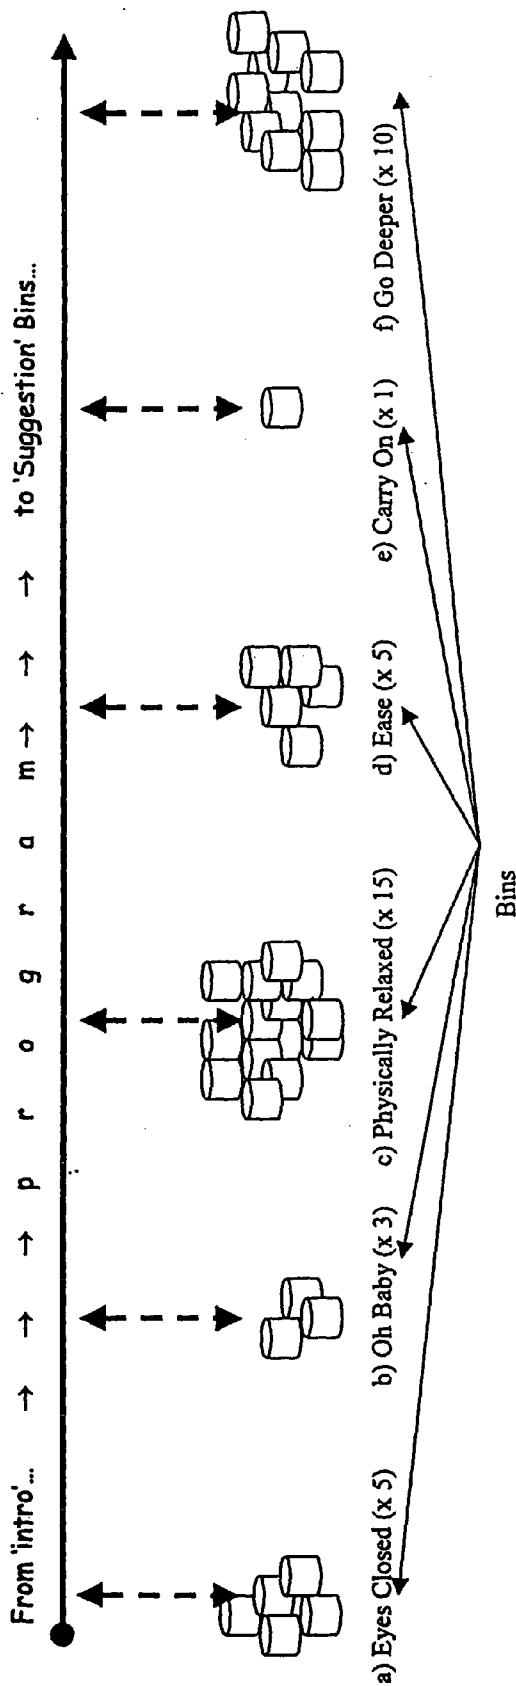 From 'intro'... → → → p r o g r a m → → → to 'Suggestion' Bins...
a) Eyes Closed (x 5)
b) Oh Baby (x 3)
c) Physically Relaxed (x 15)
d) Ease (x 5)
e) Carry On (x 1)
f) Go Deeper (x 10)
Bins